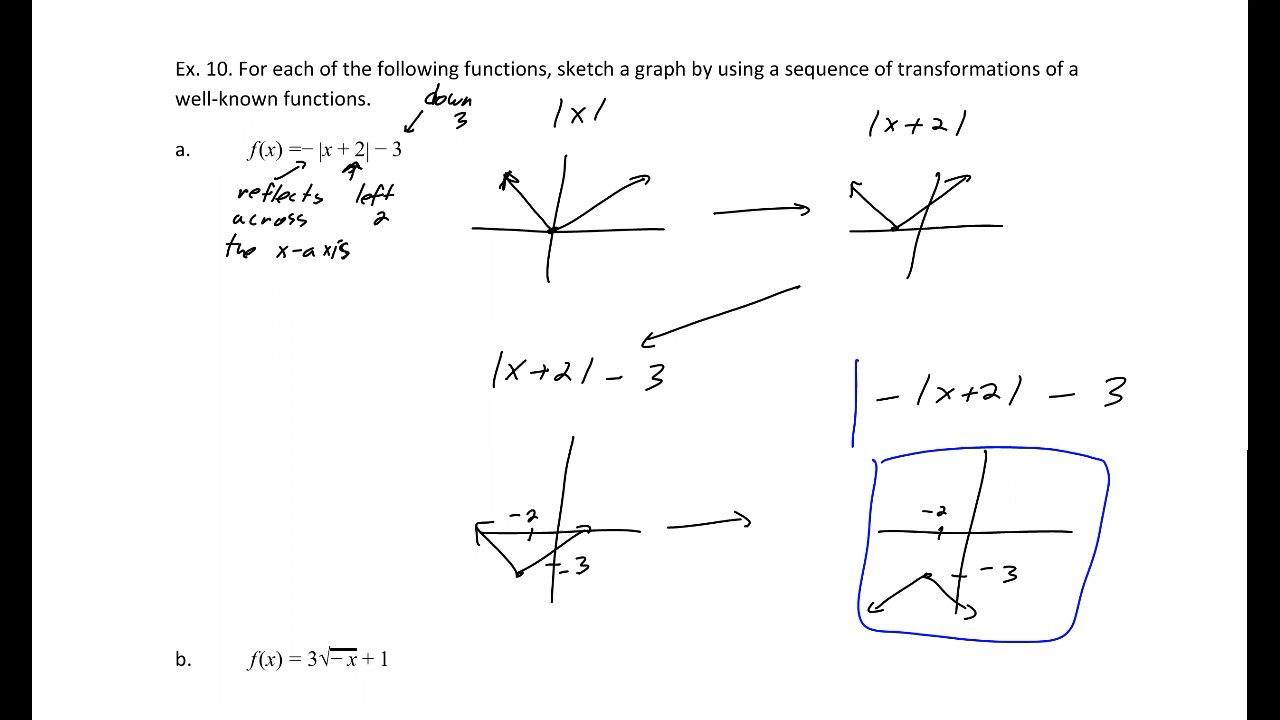 Ex. 10. For each of the following functions, sketch a graph by using a sequence of transformations of a
well-known functions.
down
3
a. f(x) =− |x + 2| − 3
reflects
across
the x-axis
left
2
|x|
|x+2|
|x+2| - 3
-2
-3
-|x+2| - 3
-2
-3
b. f(x) = 3√−x + 1